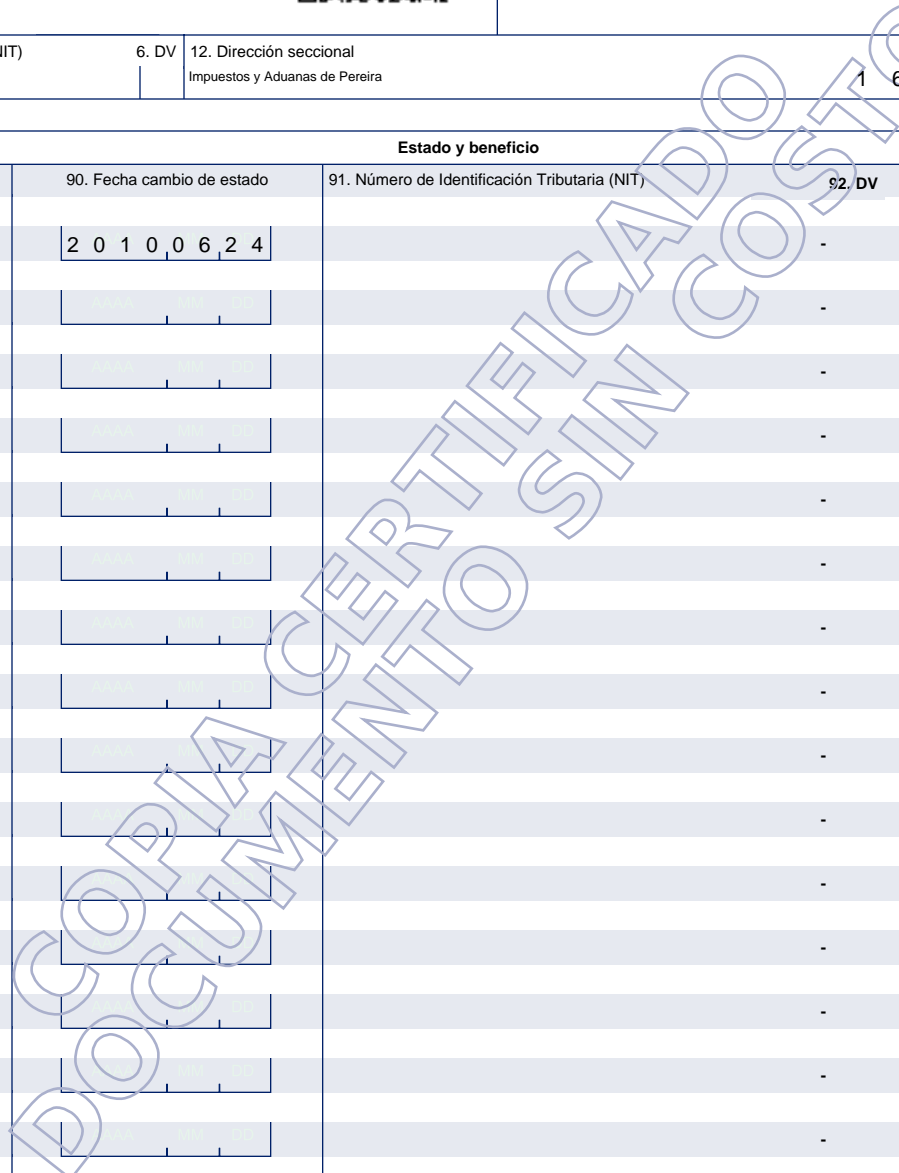 IIT) 6. DV 12. Dirección seccional
Impuestos y Aduanas de Pereira 1 6
Estado y beneficio
90. Fecha cambio de estado 91. Número de Identificación Tributaria (NIT) 92. DV
2 0 1 0 0 6 2 4 -
AAAA MM DD -
AAAA MM DD -
AAAA MM DD -
AAAA MM DD -
AAAA MM DD -
AAAA MM DD -
AAAA MM DD -
AAAA MM DD -
AAAA MM DD -
AAAA MM DD -
AAAA MM DD -
AAAA MM DD -
AAAA MM DD -
AAAA MM DD -
COPIA CERTIFICADO
DOCUMENTO SIN COSTO